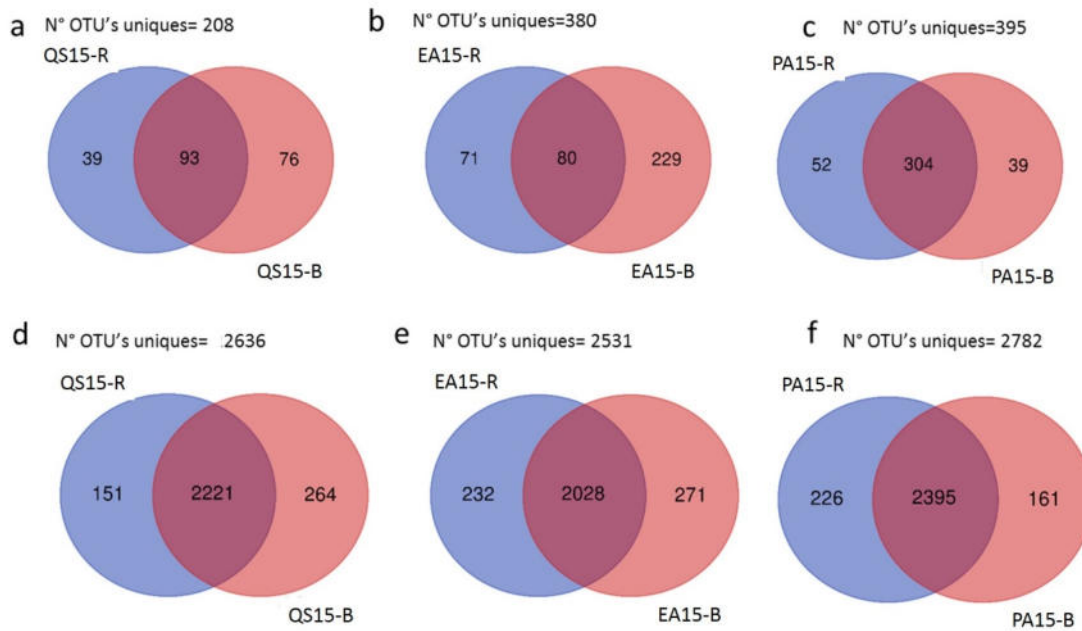 a
N° OTU's uniques= 208
QS15-R
39
93
76
QS15-B
b
N° OTU's uniques=380
EA15-R
71
80
229
EA15-B
c
N° OTU's uniques=395
PA15-R
52
304
39
PA15-B
d
N° OTU's uniques= 2636
QS15-R
151
2221
264
QS15-B
e
N° OTU's uniques= 2531
EA15-R
232
2028
271
EA15-B
f
N° OTU's uniques= 2782
PA15-R
226
2395
161
PA15-B